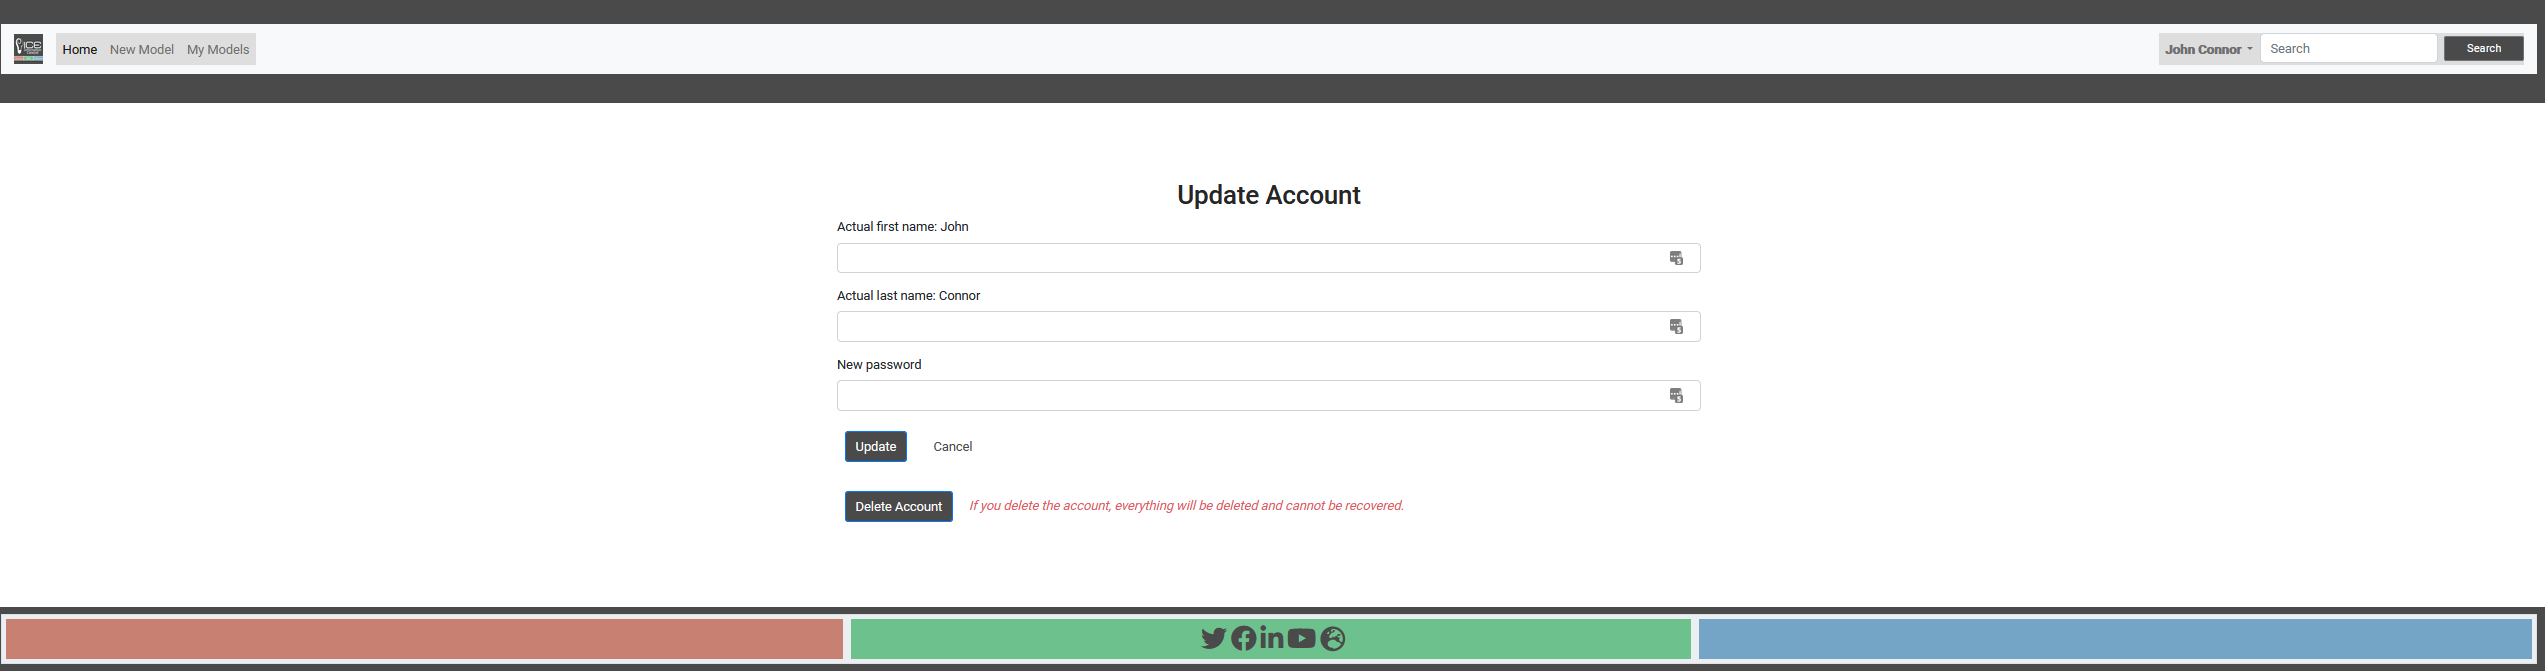 ICE
Home New Model My Models
John Connor Search Search
Update Account
Actual first name: John
Actual last name: Connor
New password
Update Cancel
Delete Account If you delete the account, everything will be deleted and cannot be recovered.